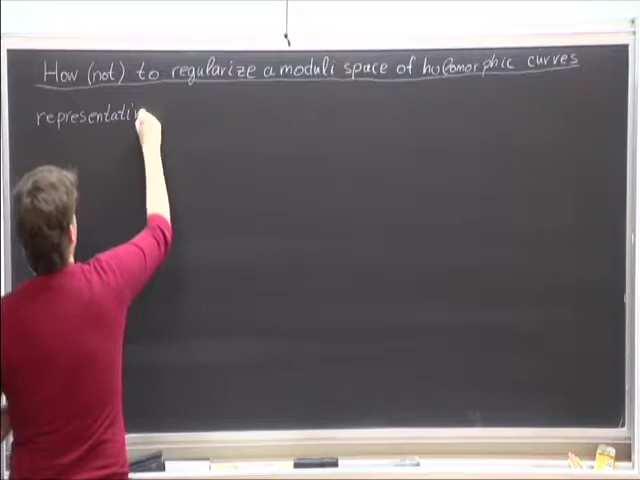 How (not) to regularize a moduli space of holomorphic curves
representati